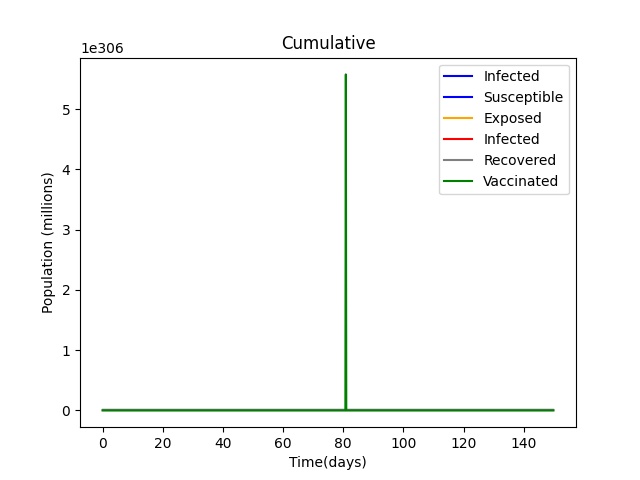 Cumulative
1e306
Infected
Susceptible
Exposed
Infected
Recovered
Vaccinated
5
4
3
2
1
0
Population (millions)
0 20 40 60 80 100 120 140
Time(days)